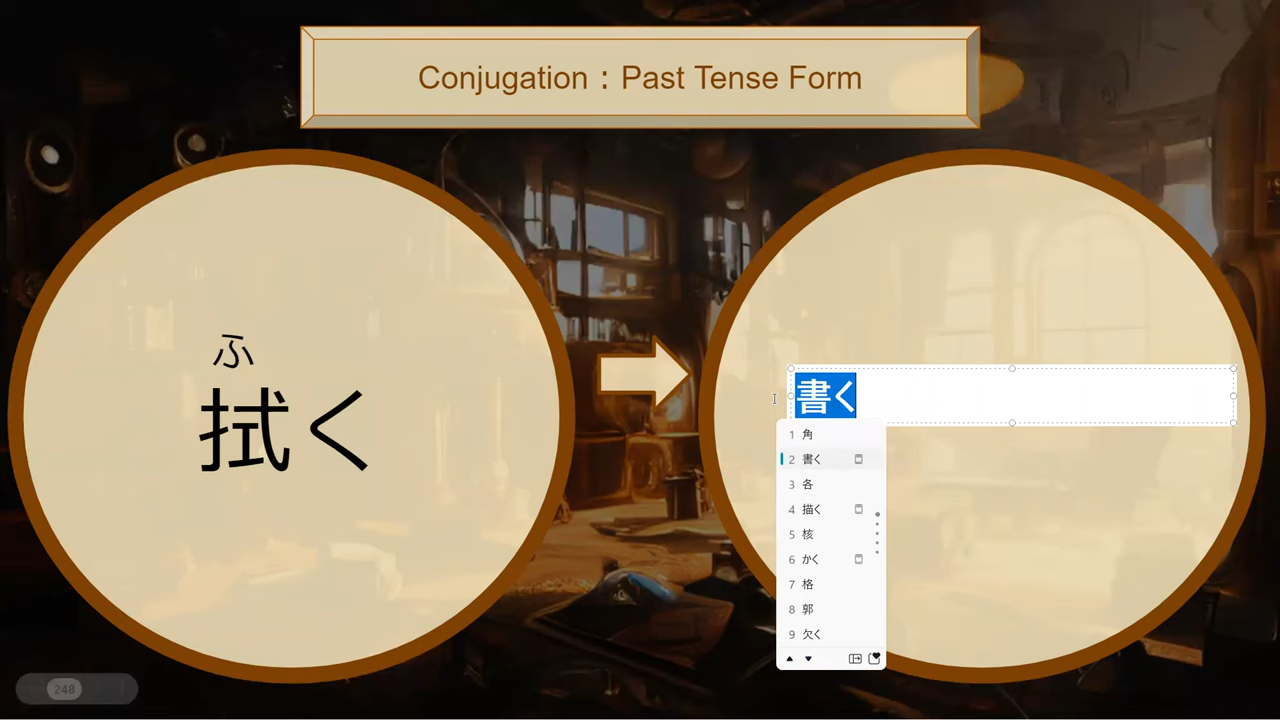 Conjugation：Past Tense Form
ふ
拭く
書く
1 角
2 書く
3 各
4 描く
5 核
6 かく
7 格
8 郭
9 欠く
248